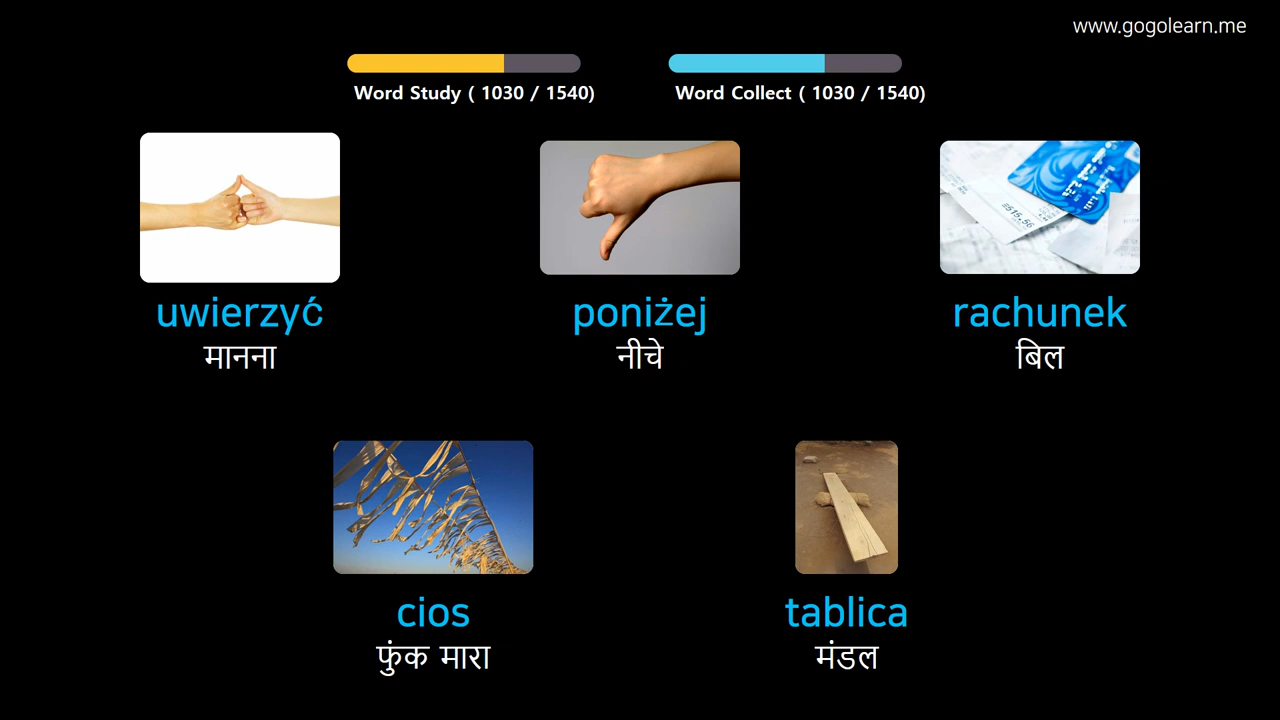 www.gogolearn.me
Word Study ( 1030 / 1540)
Word Collect ( 1030 / 1540)
uwierzyć
मानना
poniżej
नीचे
rachunek
बिल
cios
फुंक मारा
tablica
मंडल